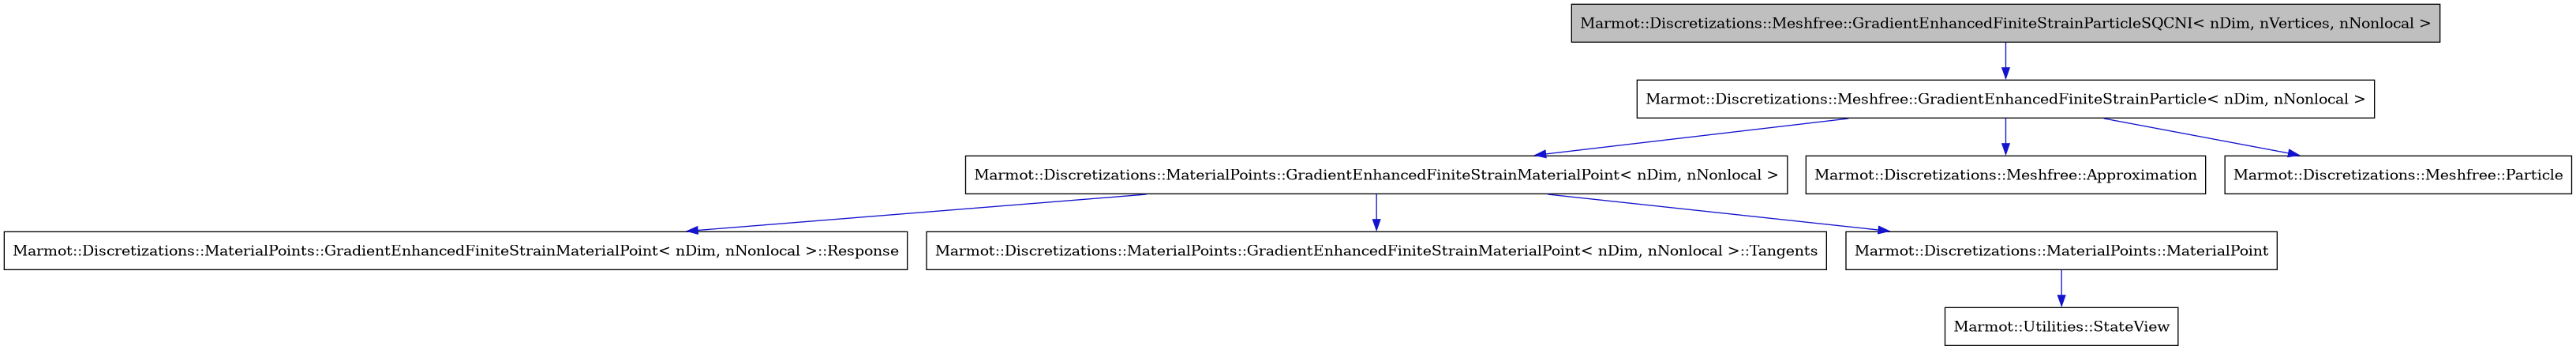 Marmot::Discretizations::Meshfree::GradientEnhancedFiniteStrainParticleSQCNI< nDim, nVertices, nNonlocal >
Marmot::Discretizations::Meshfree::GradientEnhancedFiniteStrainParticle< nDim, nNonlocal >
Marmot::Discretizations::MaterialPoints::GradientEnhancedFiniteStrainMaterialPoint< nDim, nNonlocal >
Marmot::Discretizations::Meshfree::Approximation
Marmot::Discretizations::Meshfree::Particle
Marmot::Discretizations::MaterialPoints::GradientEnhancedFiniteStrainMaterialPoint< nDim, nNonlocal >::Response
Marmot::Discretizations::MaterialPoints::GradientEnhancedFiniteStrainMaterialPoint< nDim, nNonlocal >::Tangents
Marmot::Discretizations::MaterialPoints::MaterialPoint
Marmot::Utilities::StateView